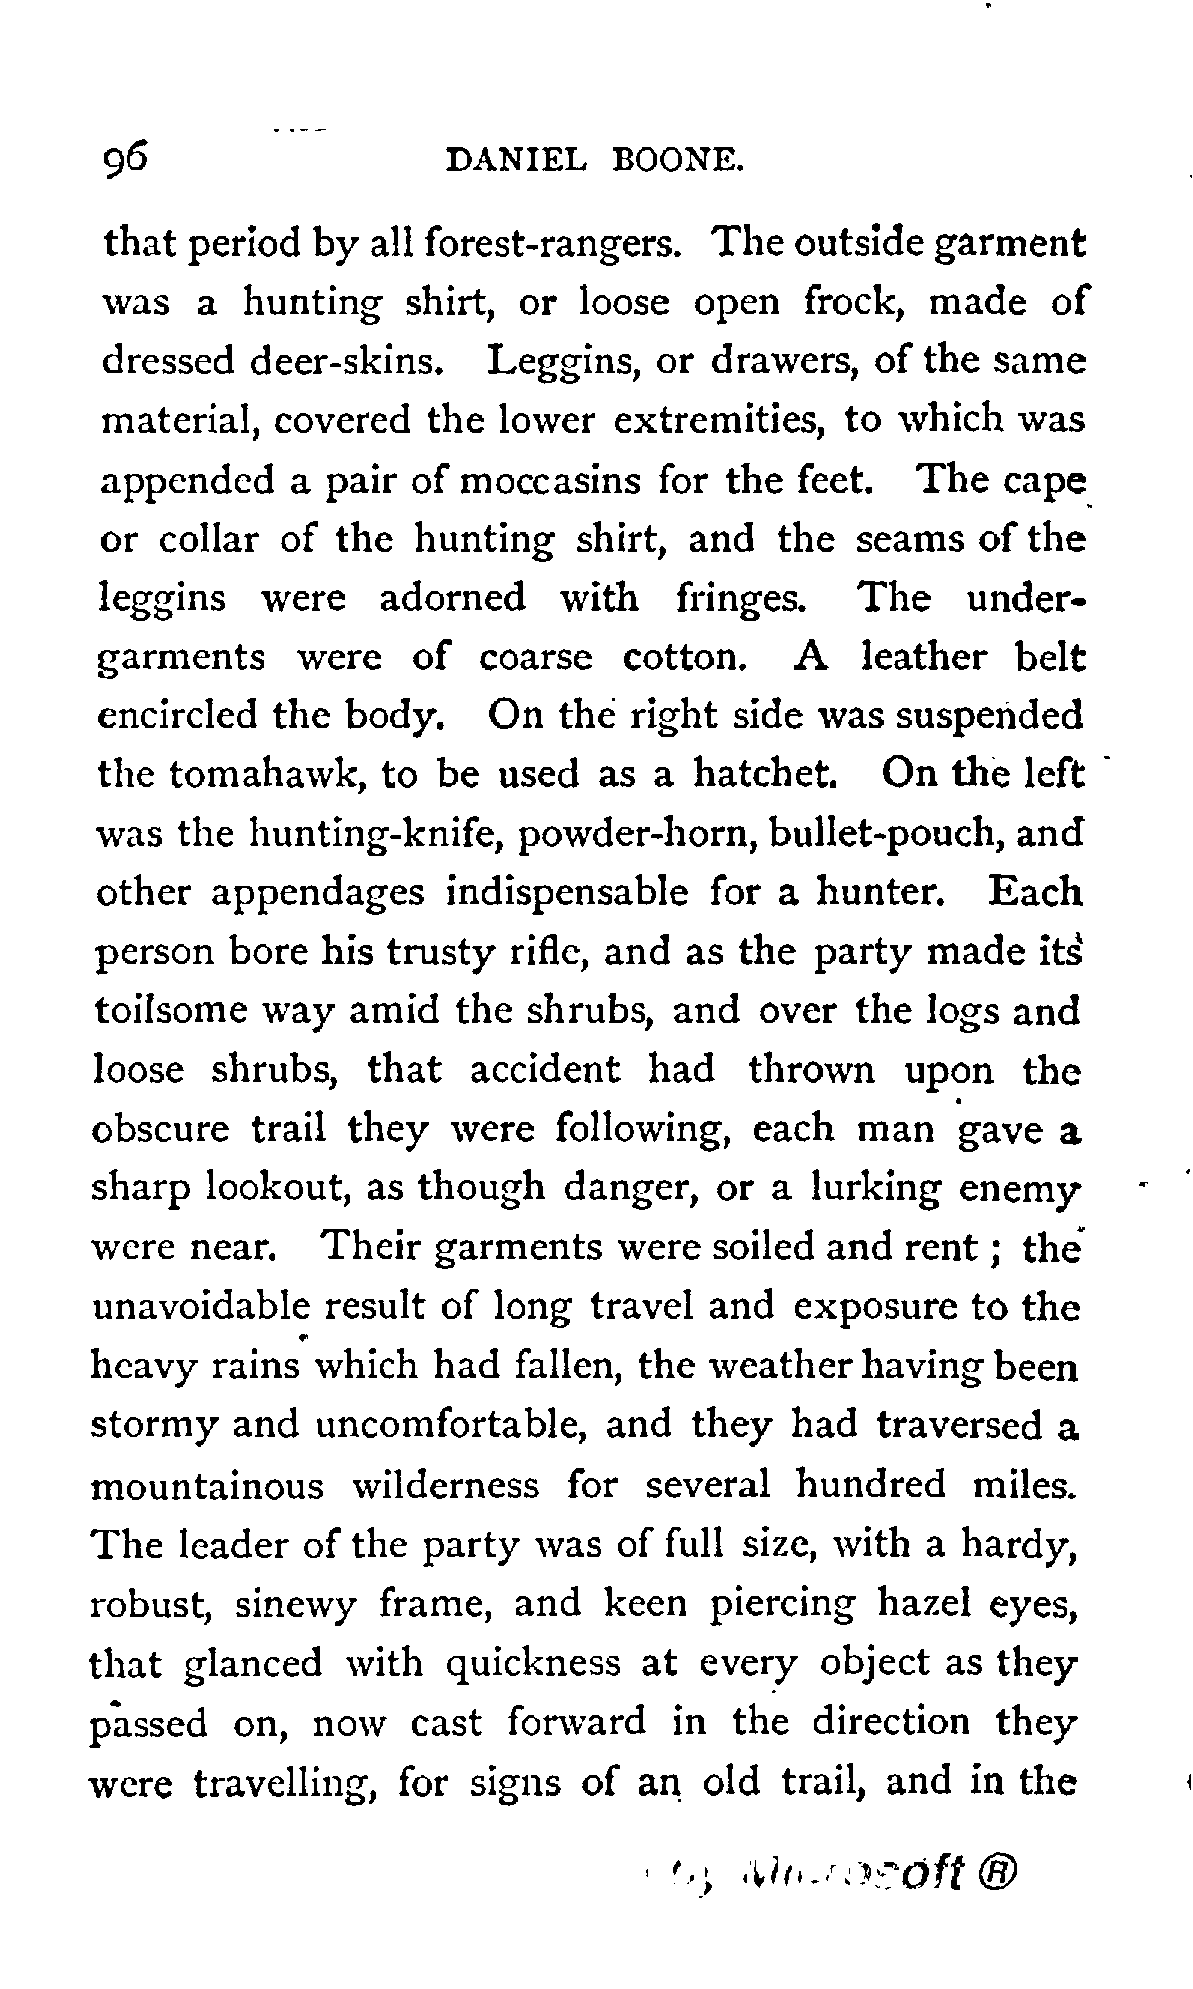 96 DANIEL BOONE.
that period by all forest-rangers. The outside garment
was a hunting shirt, or loose open frock, made of
dressed deer-skins. Leggins, or drawers, of the same
material, covered the lower extremities, to which was
appended a pair of moccasins for the feet. The cape
or collar of the hunting shirt, and the seams of the
leggins were adorned with fringes. The under-
garments were of coarse cotton. A leather belt
encircled the body. On the right side was suspended
the tomahawk, to be used as a hatchet. On the left
was the hunting-knife, powder-horn, bullet-pouch, and
other appendages indispensable for a hunter. Each
person bore his trusty rifle, and as the party made its
toilsome way amid the shrubs, and over the logs and
loose shrubs, that accident had thrown upon the
obscure trail they were following, each man gave a
sharp lookout, as though danger, or a lurking enemy
were near. Their garments were soiled and rent ; the
unavoidable result of long travel and exposure to the
heavy rains which had fallen, the weather having been
stormy and uncomfortable, and they had traversed a
mountainous wilderness for several hundred miles.
The leader of the party was of full size, with a hardy,
robust, sinewy frame, and keen piercing hazel eyes,
that glanced with quickness at every object as they
passed on, now cast forward in the direction they
were travelling, for signs of an old trail, and in the
Microsoft ®